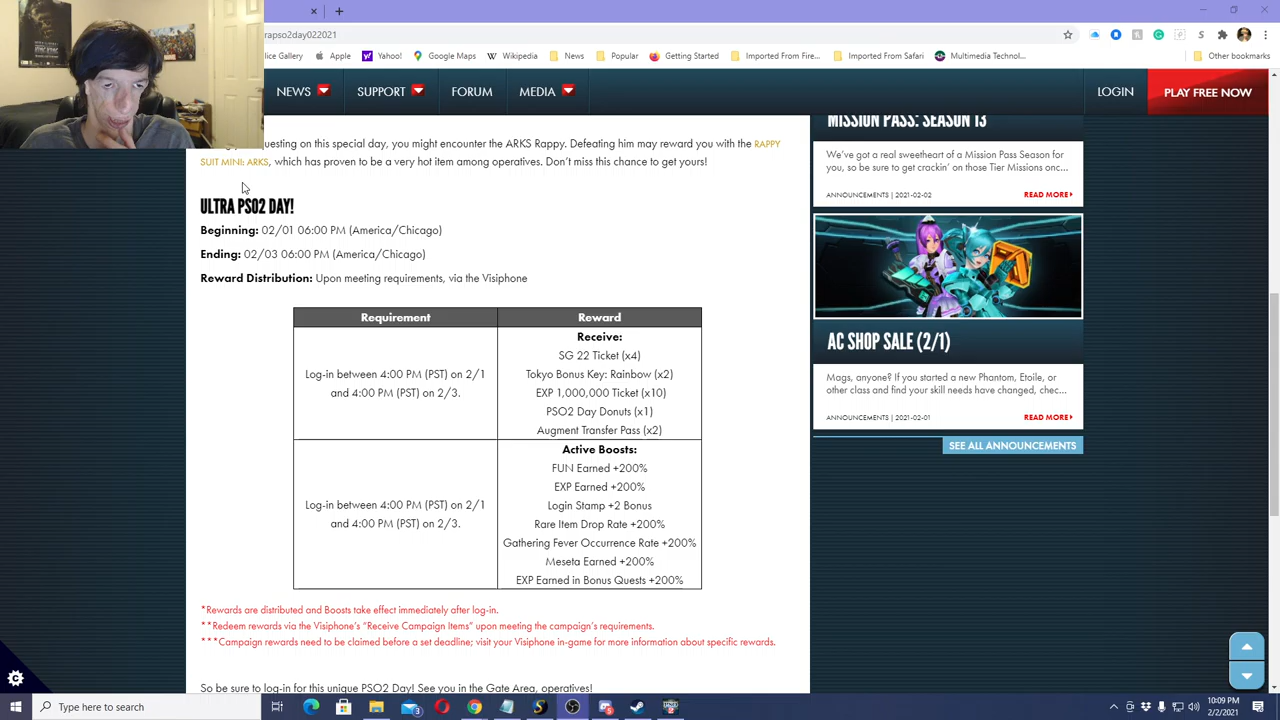 rapso2day022021
lice Gallery
Apple
Yahoo!
Google Maps
Wikipedia
News
Popular
Getting Started
Imported From Fire...
Imported From Safari
Multimedia Technol...
Other bookmarks
NEWS
SUPPORT
FORUM
MEDIA
LOGIN
PLAY FREE NOW
uesting on this special day, you might encounter the ARKS Rappy. Defeating him may reward you with the RAPPY
SUIT MINI: ARKS, which has proven to be a very hot item among operatives. Don't miss this chance to get yours!
ULTRA PSO2 DAY!
Beginning: 02/01 06:00 PM (America/Chicago)
Ending: 02/03 06:00 PM (America/Chicago)
Reward Distribution: Upon meeting requirements, via the Visiphone
Requirement
Reward
Log-in between 4:00 PM (PST) on 2/1
and 4:00 PM (PST) on 2/3.
Receive:
SG 22 Ticket (x4)
Tokyo Bonus Key: Rainbow (x2)
EXP 1,000,000 Ticket (x10)
PSO2 Day Donuts (x1)
Augment Transfer Pass (x2)
Log-in between 4:00 PM (PST) on 2/1
and 4:00 PM (PST) on 2/3.
Active Boosts:
FUN Earned +200%
EXP Earned +200%
Login Stamp +2 Bonus
Rare Item Drop Rate +200%
Gathering Fever Occurrence Rate +200%
Meseta Earned +200%
EXP Earned in Bonus Quests +200%
*Rewards are distributed and Boosts take effect immediately after log-in.
**Redeem rewards via the Visiphone's "Receive Campaign Items" upon meeting the campaign's requirements.
***Campaign rewards need to be claimed before a set deadline; visit your Visiphone in-game for more information about specific rewards.
So be sure to log-in for this unique PSO2 Day! See you in the Gate Area, operatives!
MISSION PASS: SEASON 13
We've got a real sweetheart of a Mission Pass Season for
you, so be sure to get crackin' on those Tier Missions onc...
ANNOUNCEMENTS | 2021-02-02
READ MORE
AC SHOP SALE (2/1)
Mags, anyone? If you started a new Phantom, Etoile, or
other class and find your skill needs have changed, chec...
ANNOUNCEMENTS | 2021-02-01
READ MORE
SEE ALL ANNOUNCEMENTS
Type here to search
10:09 PM
2/2/2021